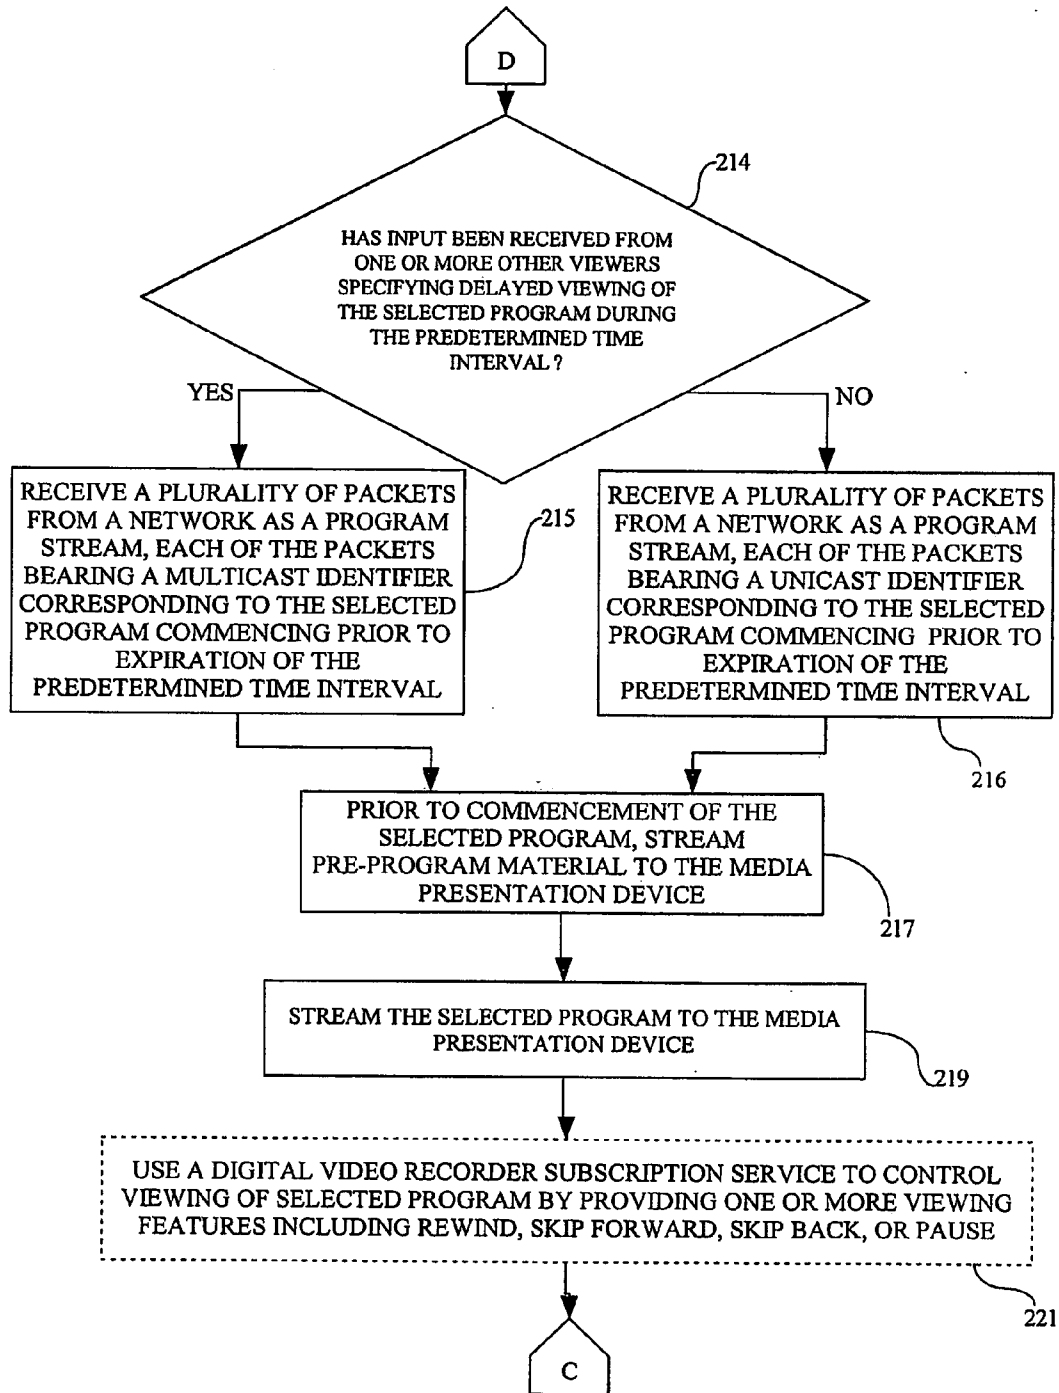 D
214
HAS INPUT BEEN RECEIVED FROM
ONE OR MORE OTHER VIEWERS
SPECIFYING DELAYED VIEWING OF
THE SELECTED PROGRAM DURING
THE PREDETERMINED TIME
INTERVAL ?
YES
NO
RECEIVE A PLURALITY OF PACKETS
FROM A NETWORK AS A PROGRAM
STREAM, EACH OF THE PACKETS
BEARING A MULTICAST IDENTIFIER
CORRESPONDING TO THE SELECTED
PROGRAM COMMENCING PRIOR TO
EXPIRATION OF THE
PREDETERMINED TIME INTERVAL
215
RECEIVE A PLURALITY OF PACKETS
FROM A NETWORK AS A PROGRAM
STREAM, EACH OF THE PACKETS
BEARING A UNICAST IDENTIFIER
CORRESPONDING TO THE SELECTED
PROGRAM COMMENCING PRIOR TO
EXPIRATION OF THE
PREDETERMINED TIME INTERVAL
216
PRIOR TO COMMENCEMENT OF THE
SELECTED PROGRAM, STREAM
PRE-PROGRAM MATERIAL TO THE MEDIA
PRESENTATION DEVICE
217
STREAM THE SELECTED PROGRAM TO THE MEDIA
PRESENTATION DEVICE
219
USE A DIGITAL VIDEO RECORDER SUBSCRIPTION SERVICE TO CONTROL
VIEWING OF SELECTED PROGRAM BY PROVIDING ONE OR MORE VIEWING
FEATURES INCLUDING REWIND, SKIP FORWARD, SKIP BACK, OR PAUSE
221
C